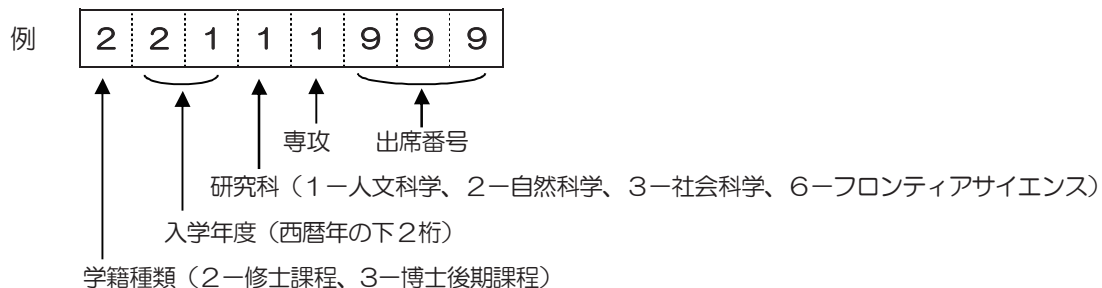 例 2 2 1 1 1 9 9 9
専攻 出席番号
研究科（１－人文科学、２－自然科学、３－社会科学、６－フロンティアサイエンス）
入学年度（西暦年の下２桁）
学籍種類（２－修士課程、３－博士後期課程）